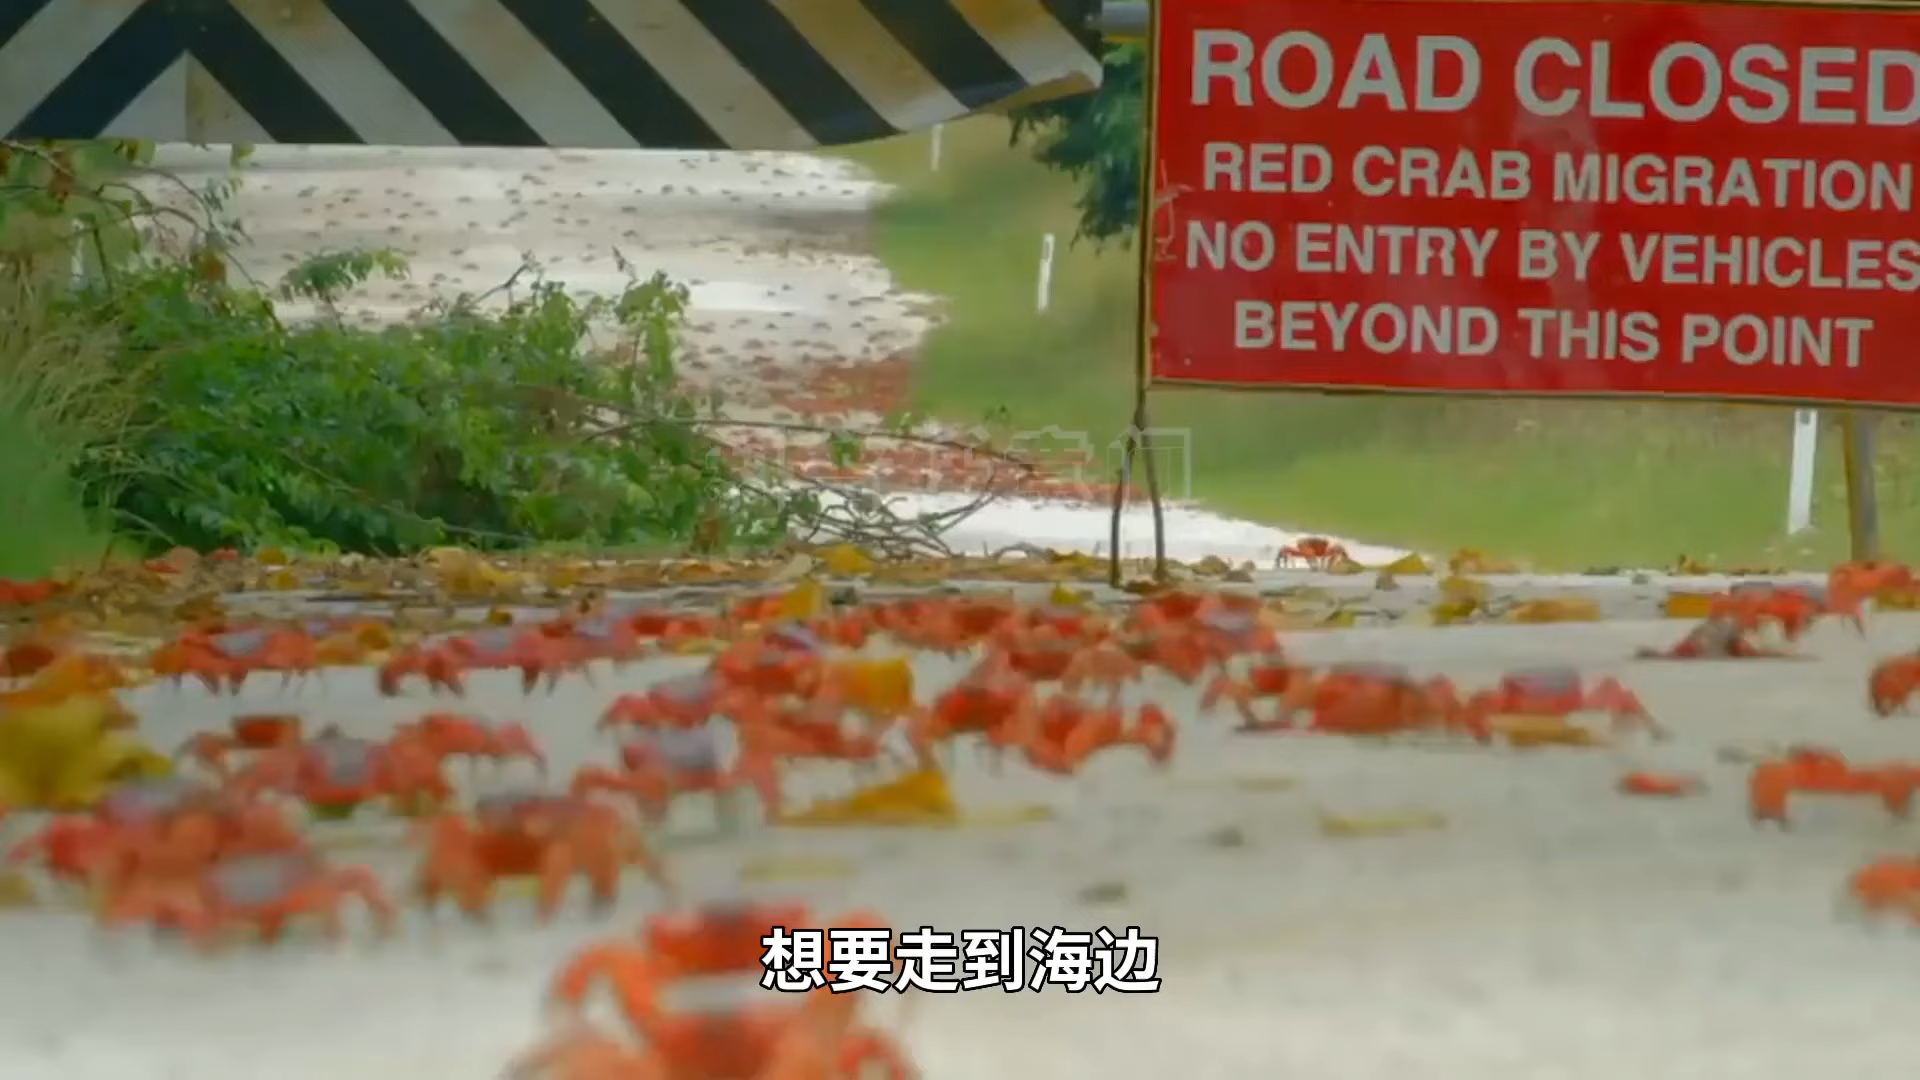 ROAD CLOSED
RED CRAB MIGRATION
NO ENTRY BY VEHICLES
BEYOND THIS POINT
想要走到海边